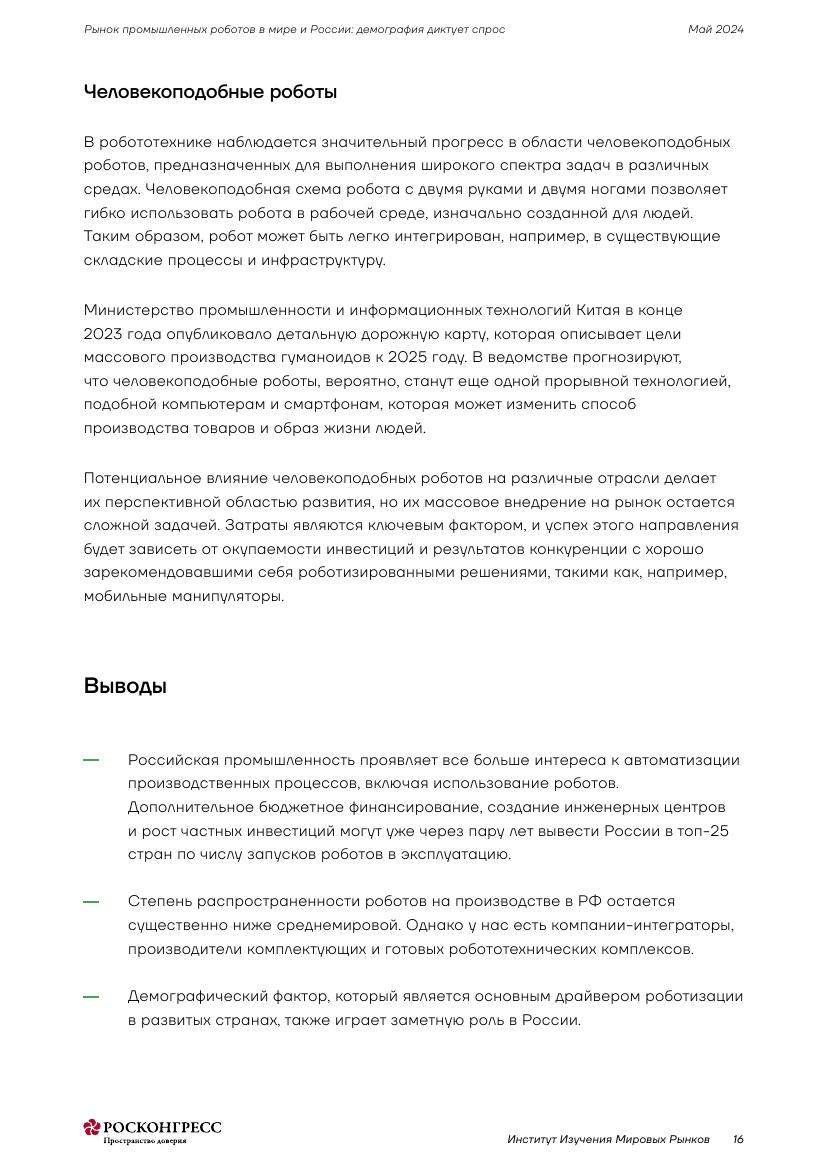 Рынок промышленных роботов в мире и России: демография диктует спрос
Май 2024
Человекоподобные роботы
В робототехнике наблюдается значительный прогресс в области человекоподобных
роботов, предназначенных для выполнения широкого спектра задач в различных
средах. Человекоподобная схема робота с двумя руками и двумя ногами позволяет
гибко использовать робота в рабочей среде, изначально созданной для людей.
Таким образом, робот может быть легко интегрирован, например, в существующие
складские процессы и инфраструктуру.
Министерство промышленности и информационных технологий Китая в конце
2023 года опубликовало детальную дорожную карту, которая описывает цели
массового производства гуманоидов к 2025 году. В ведомстве прогнозируют,
что человекоподобные роботы, вероятно, станут еще одной прорывной технологией,
подобной компьютерам и смартфонам, которая может изменить способ
производства товаров и образ жизни людей.
Потенциальное влияние человекоподобных роботов на различные отрасли делает
их перспективной областью развития, но их массовое внедрение на рынок остается
сложной задачей. Затраты являются ключевым фактором, и успех этого направления
будет зависеть от окупаемости инвестиций и результатов конкуренции с хорошо
зарекомендовавшими себя роботизированными решениями, такими как, например,
мобильные манипуляторы.
Выводы
— Российская промышленность проявляет все больше интереса к автоматизации
производственных процессов, включая использование роботов.
Дополнительное бюджетное финансирование, создание инженерных центров
и рост частных инвестиций могут уже через пару лет вывести России в топ-25
стран по числу запусков роботов в эксплуатацию.
— Степень распространенности роботов на производстве в РФ остается
существенно ниже среднемировой. Однако у нас есть компании-интеграторы,
производители комплектующих и готовых робототехнических комплексов.
— Демографический фактор, который является основным драйвером роботизации
в развитых странах, также играет заметную роль в России.
РОСКОНГРЕСС
Пространство доверия
Институт Изучения Мировых Рынков 16